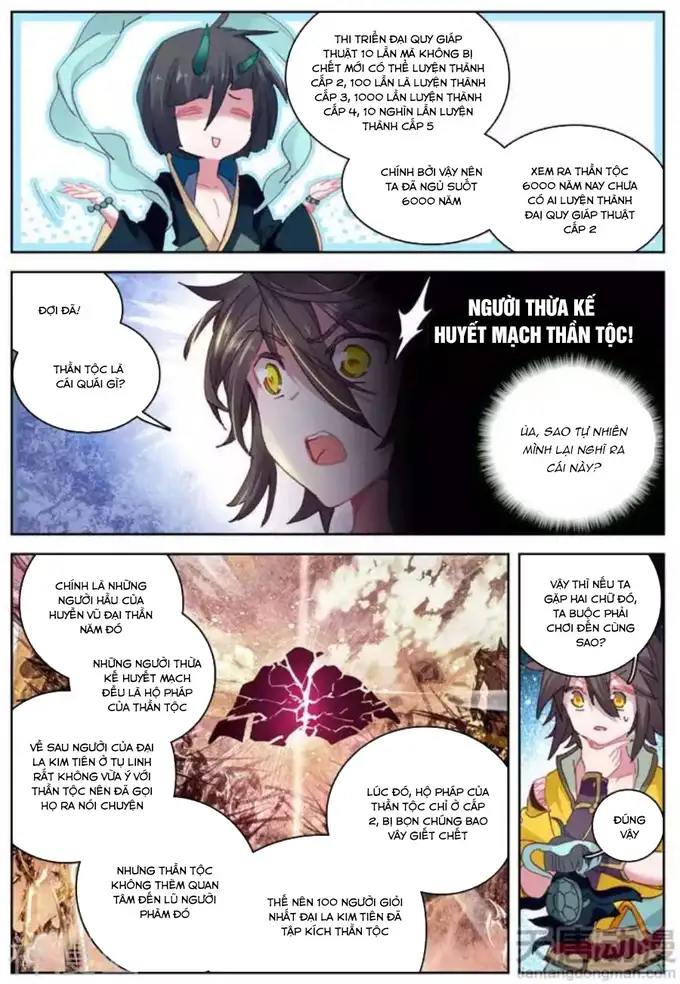 THI TRIỂN ĐẠI QUY GIÁP
THUẬT 10 LẦN MÀ KHÔNG BỊ
CHẾT MỚI CÓ THỂ LUYỆN THÀNH
CẤP 2, 100 LẦN LÀ LUYỆN THÀNH
CẤP 3, 1000 LẦN LUYỆN THÀNH
CẤP 4, 10 NGHÌN LẦN LUYỆN
THÀNH CẤP 5
CHÍNH BỞI VẬY NÊN
TA ĐÃ NGỦ SUỐT
6000 NĂM
XEM RA THẦN TỘC
6000 NĂM NAY CHƯA
CÓ AI LUYỆN THÀNH
ĐẠI QUY GIÁP THUẬT
CẤP 2
ĐỢI ĐÃ!
THẦN TỘC LÀ
CÁI QUÁI GÌ?
NGƯỜI THỪA KẾ
HUYẾT MẠCH THẦN TỘC!
ỦA, SAO TỰ NHIÊN
MÌNH LẠI NGHĨ RA
CÁI NÀY?
CHÍNH LÀ NHỮNG
NGƯỜI HẦU CỦA
HUYỀN VŨ ĐẠI THẦN
NĂM ĐÓ
NHỮNG NGƯỜI THỪA
KẾ HUYẾT MẠCH
ĐỀU LÀ HỘ PHÁP
CỦA THẦN TỘC
VỀ SAU NGƯỜI CỦA ĐẠI
LA KIM TIÊN Ở TỤ LINH
RẤT KHÔNG VỪA Ý VỚI
THẦN TỘC NÊN ĐÃ GỌI
HỌ RA NÓI CHUYỆN
NHƯNG THẦN TỘC
KHÔNG THÈM QUAN
TÂM ĐẾN LŨ NGƯỜI
PHÀM ĐÓ
THẾ NÊN 100 NGƯỜI GIỎI
NHẤT ĐẠI LA KIM TIÊN ĐÃ
TẬP KÍCH THẦN TỘC
LÚC ĐÓ, HỘ PHÁP CỦA
THẦN TỘC CHỈ Ở CẤP
2, BỊ BỌN CHÚNG BAO
VÂY GIẾT CHẾT
VẬY THÌ NẾU TA
GẶP HAI CHỮ ĐÓ,
TA BUỘC PHẢI
CHƠI ĐẾN CÙNG
SAO?
ĐÚNG
VẬY
天唐动漫
tiantangdongman.com